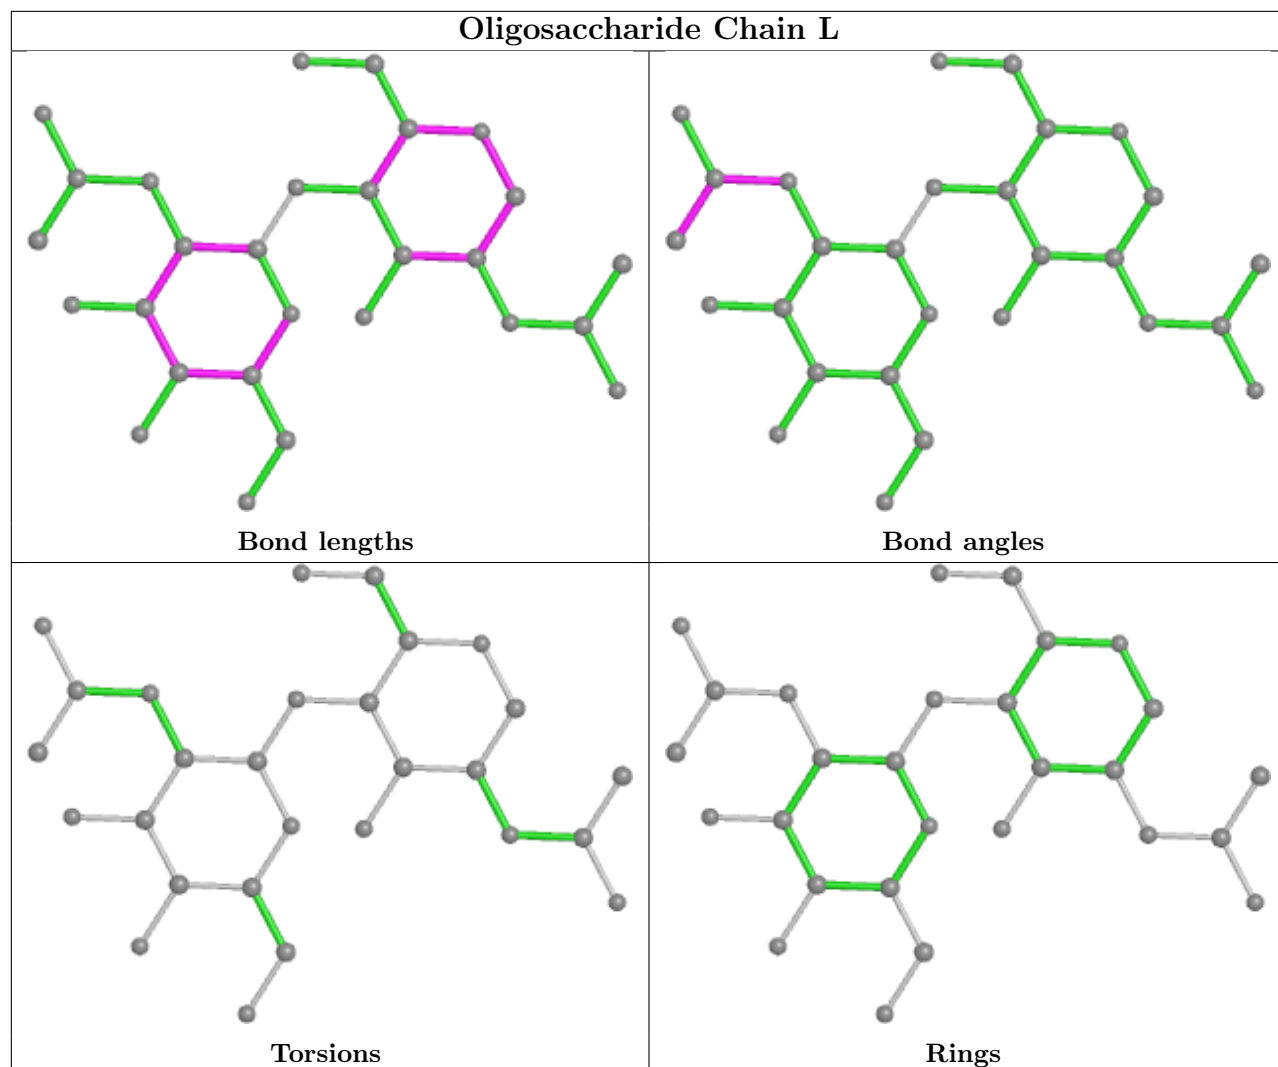 Oligosaccharide Chain L
Bond lengths
Bond angles
Torsions
Rings